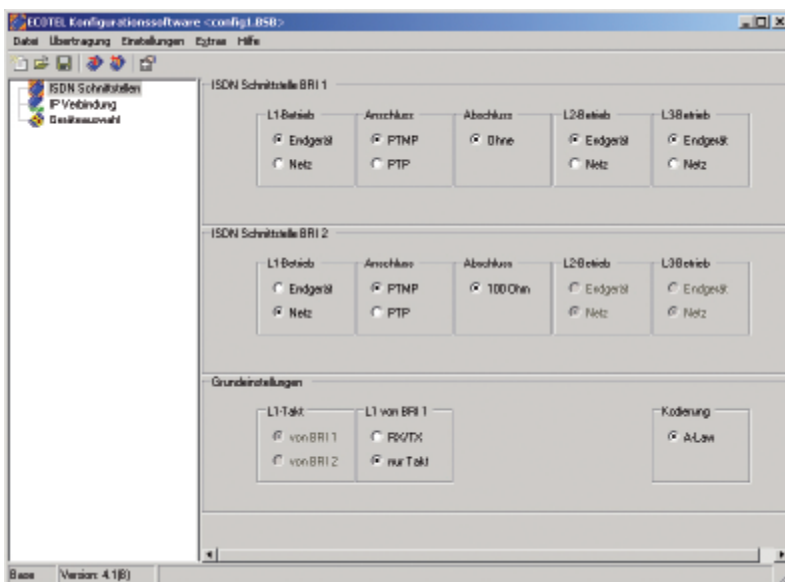 ECOTEL Konfigurationssoftware <config1.BSB>
Datei Übertragung Einstellungen Extras Hilfe
ISDN Schnittstellen
IP Verbindung
Geräteauswahl
ISDN Schnittstelle BRI 1
L1-Betrieb Anschluss Abschluss L2-Betrieb L3-Betrieb
Endgerät PTMP Ohne Endgerät Endgerät
Netz PTP Netz Netz
ISDN Schnittstelle BRI 2
L1-Betrieb Anschluss Abschluss L2-Betrieb L3-Betrieb
Endgerät PTMP 100 Ohm Endgerät Endgerät
Netz PTP Netz Netz
Grundeinstellungen
L1-Takt L1 von BRI 1 Kodierung
von BRI 1 RX/TX A-Law
von BRI 2 nur Takt
Base Version: 4.1(B)